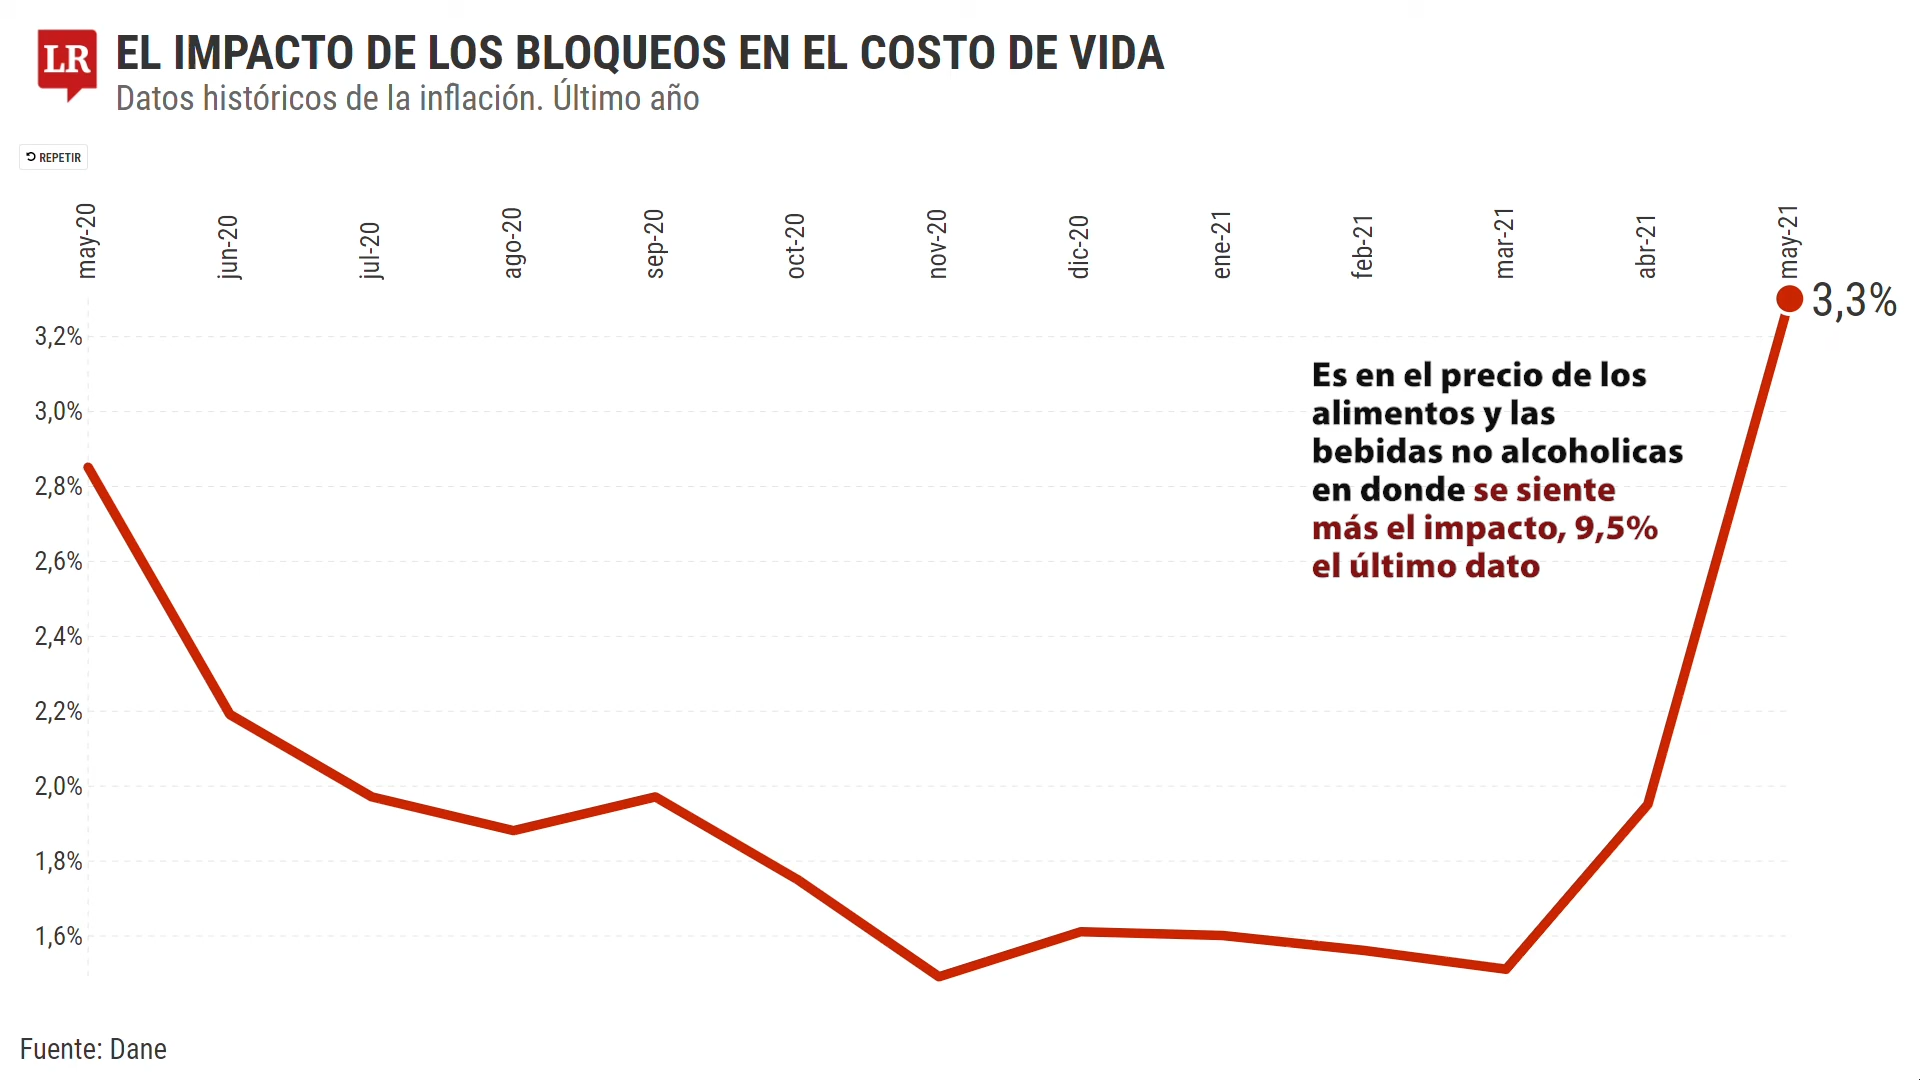 LR
EL IMPACTO DE LOS BLOQUEOS EN EL COSTO DE VIDA
Datos históricos de la inflación. Último año
REPETIR
may-20
jun-20
jul-20
ago-20
sep-20
oct-20
nov-20
dic-20
ene-21
feb-21
mar-21
abr-21
may-21
3,3%
3,2%
3,0%
2,8%
2,6%
2,4%
2,2%
2,0%
1,8%
1,6%
Es en el precio de los
alimentos y las
bebidas no alcoholicas
en donde se siente
más el impacto, 9,5%
el último dato
Fuente: Dane